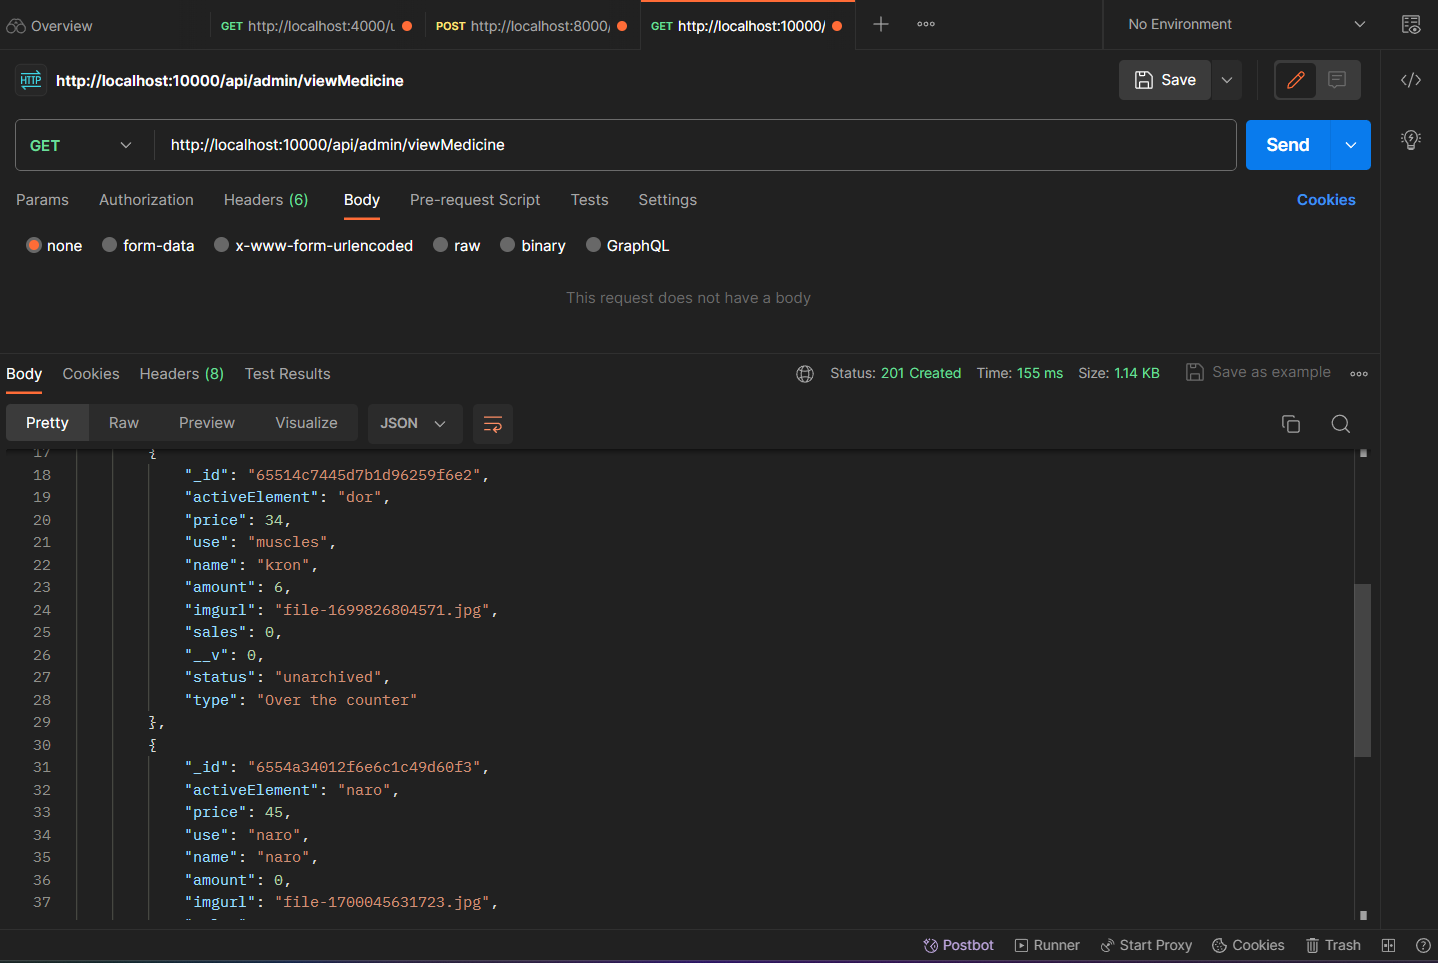 Overview
GET http://localhost:4000/u
POST http://localhost:8000/
GET http://localhost:10000/
No Environment
HTTP http://localhost:10000/api/admin/viewMedicine
Save
GET http://localhost:10000/api/admin/viewMedicine
Send
Params Authorization Headers (6) Body Pre-request Script Tests Settings Cookies
none form-data x-www-form-urlencoded raw binary GraphQL
This request does not have a body
Body Cookies Headers (8) Test Results Status: 201 Created Time: 155 ms Size: 1.14 KB Save as example
Pretty Raw Preview Visualize JSON
17 {
18 "_id": "65514c7445d7b1d96259f6e2",
19 "activeElement": "dor",
20 "price": 34,
21 "use": "muscles",
22 "name": "kron",
23 "amount": 6,
24 "imgurl": "file-1699826804571.jpg",
25 "sales": 0,
26 "__v": 0,
27 "status": "unarchived",
28 "type": "Over the counter"
29 },
30 {
31 "_id": "6554a34012f6e6c1c49d60f3",
32 "activeElement": "naro",
33 "price": 45,
34 "use": "naro",
35 "name": "naro",
36 "amount": 0,
37 "imgurl": "file-1700045631723.jpg",
Postbot Runner Start Proxy Cookies Trash